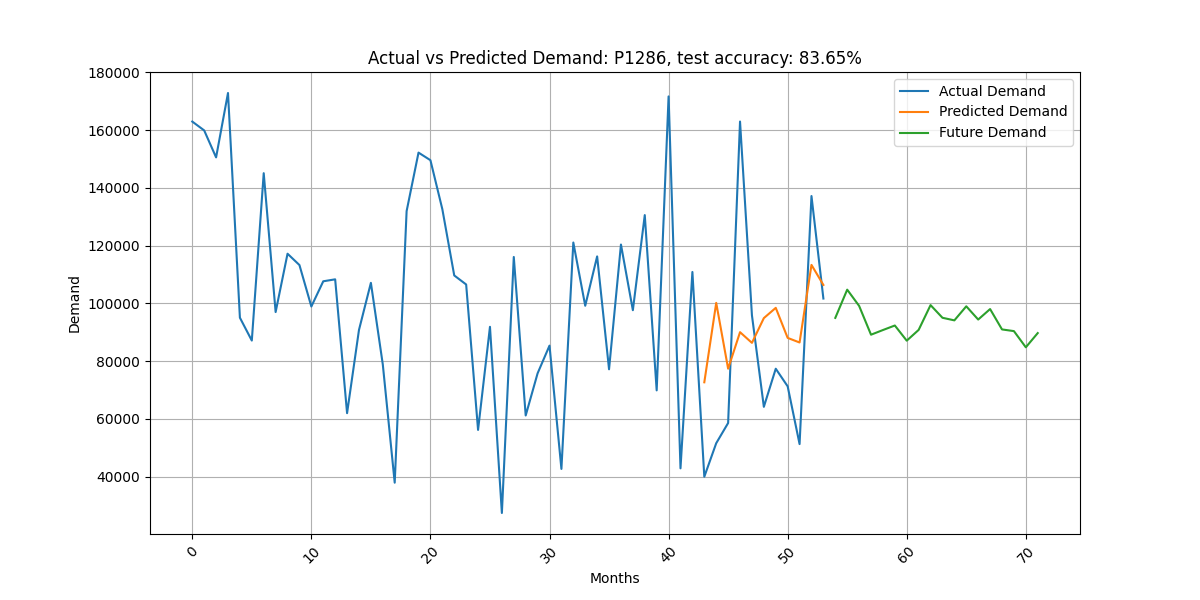 Actual vs Predicted Demand: P1286, test accuracy: 83.65%
180000
160000
140000
120000
100000
80000
60000
40000
Demand
Actual Demand
Predicted Demand
Future Demand
0 10 20 30 40 50 60 70
Months